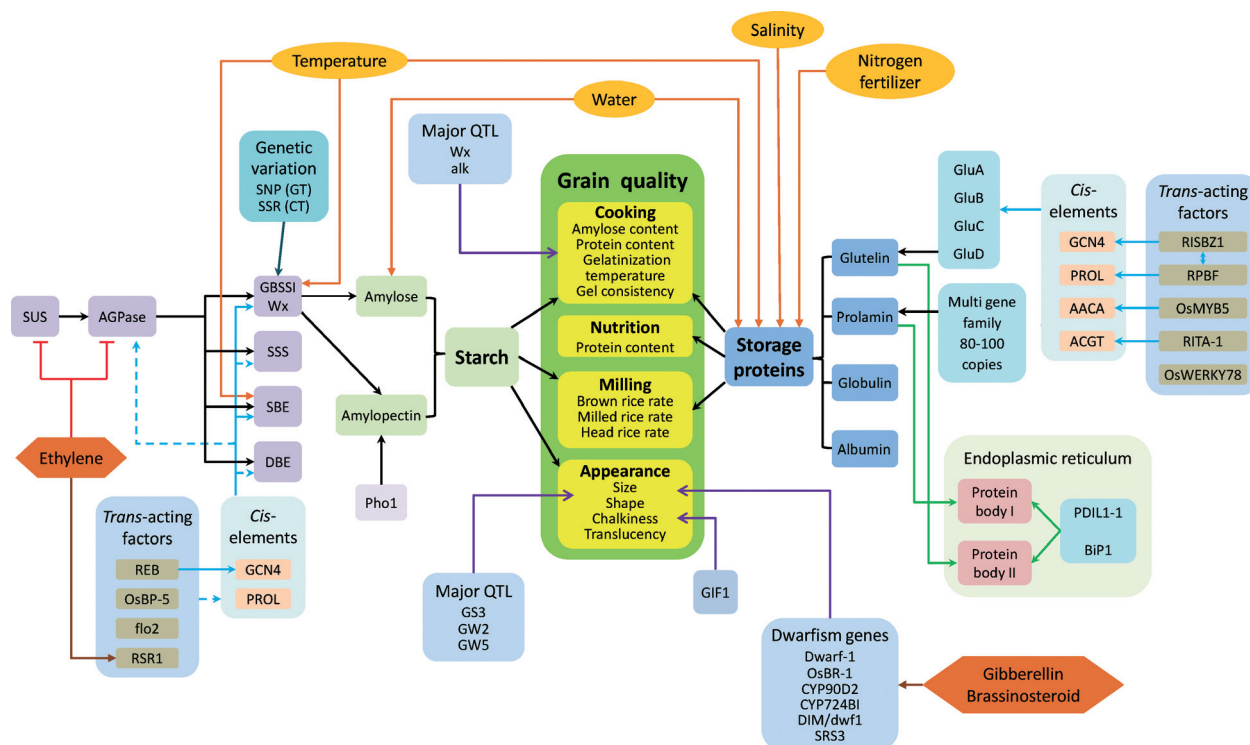 Salinity
Temperature
Nitrogen
fertilizer
Water
Major QTL
Wx
alk
Genetic
variation
SNP (GT)
SSR (CT)
Grain quality
Cooking
Amylose content
Protein content
Gelatinization
temperature
Gel consistency
Nutrition
Protein content
Milling
Brown rice rate
Milled rice rate
Head rice rate
Appearance
Size
Shape
Chalkiness
Translucency
SUS
AGPase
GBSSI
Wx
SSS
SBE
DBE
Amylose
Amylopectin
Pho1
Starch
Storage
proteins
Glutelin
Prolamin
Globulin
Albumin
GluA
GluB
GluC
GluD
Multi gene
family
80-100
copies
Cis-
elements
GCN4
PROL
AACA
ACGT
Trans-acting
factors
RISBZ1
RPBF
OsMYB5
RITA-1
OsWERKY78
Endoplasmic reticulum
Protein
body I
Protein
body II
PDIL1-1
BiP1
Ethylene
Trans-acting
factors
REB
OsBP-5
flo2
RSR1
Cis-
elements
GCN4
PROL
Major QTL
GS3
GW2
GW5
GIF1
Dwarfism genes
Dwarf-1
OsBR-1
CYP90D2
CYP724BI
DIM/dwf1
SRS3
Gibberellin
Brassinosteroid